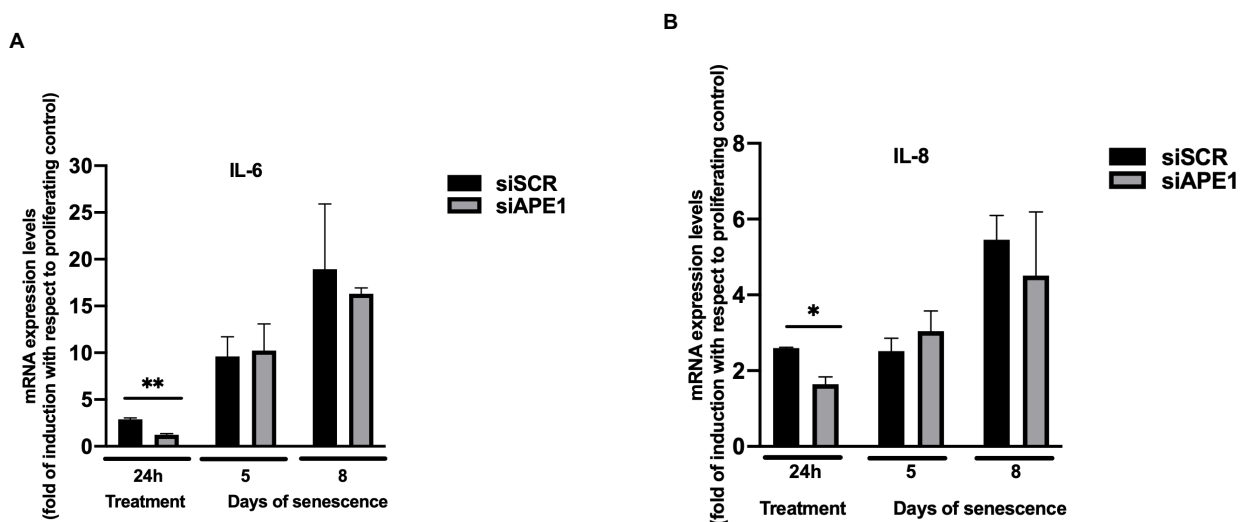 A
mRNA expression levels
(fold of induction with respect to proliferating control)
30
25
20
15
10
5
0
IL-6
**
siSCR
siAPE1
24h
5
8
Treatment
Days of senescence
B
mRNA expression levels
(fold of induction with respect to proliferating control)
8
6
4
2
0
IL-8
*
siSCR
siAPE1
24h
5
8
Treatment
Days of senescence